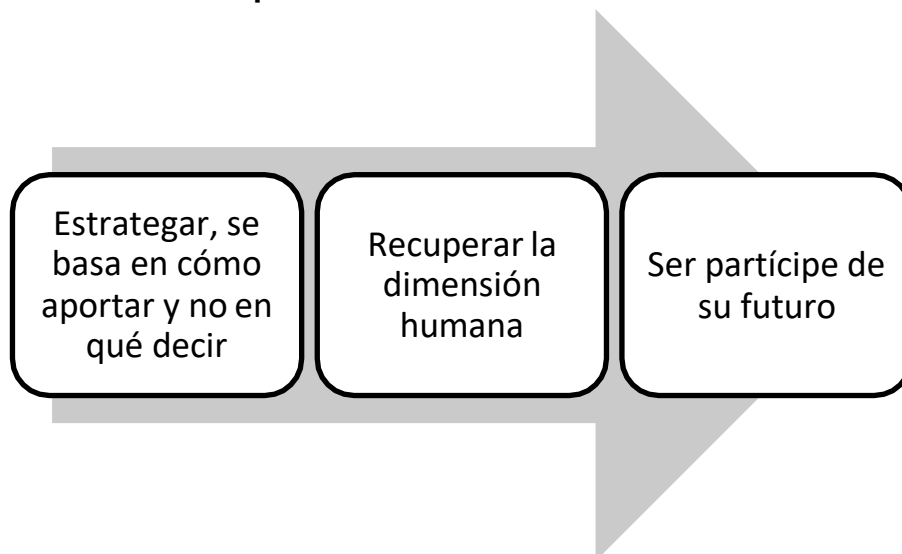 Estrategar, se
basa en cómo
aportar y no en
qué decir
Recuperar la
dimensión
humana
Ser partícipe de
su futuro